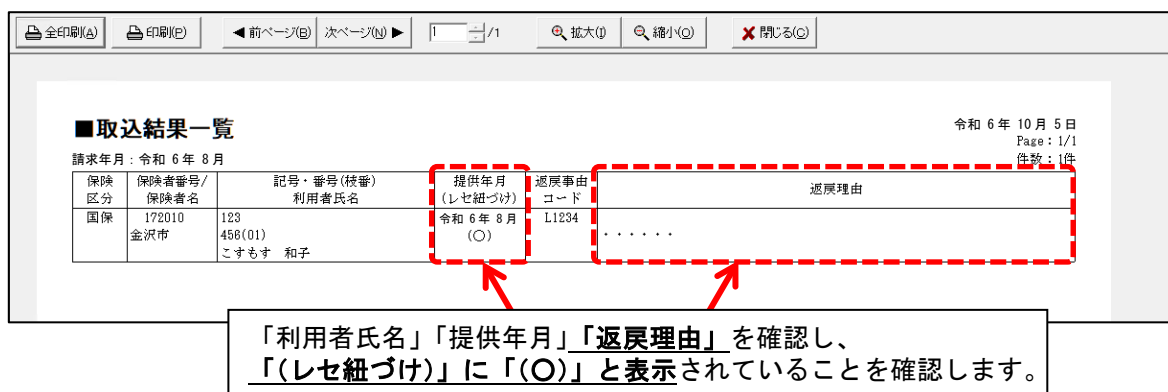 全印刷(A) 印刷(P) ◀前ページ(B) 次ページ(N)▶ 1 /1 拡大(I) 縮小(O) 閉じる(C)
■取込結果一覧
令和 6年 10月 5日
Page: 1/1
請求年月:令和 6年 8月
件数: 1件
保険区分 保険者番号/保険者名 記号・番号(枝番)利用者氏名 提供年月(レセ紐づけ) 返戻事由コード 返戻理由
国保 172010 123 令和 6年 8月 L1234
金沢市 456(01) (〇) ・・・・・・
こすもす 和子
「利用者氏名」「提供年月」「返戻理由」を確認し、
「(レセ紐づけ)」に「(〇)」と表示されていることを確認します。